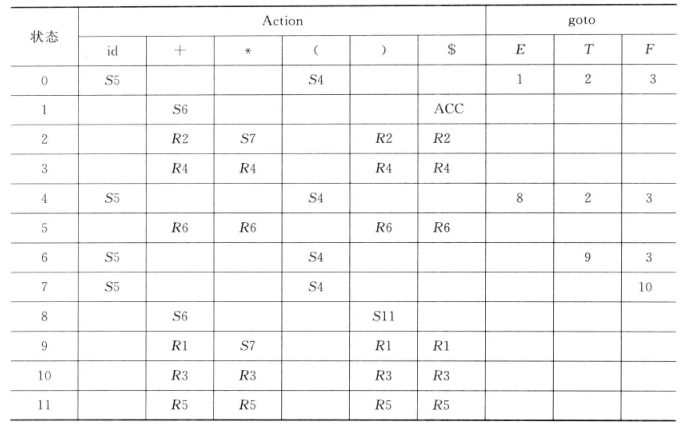 状态 Action goto
id + * ( ) $ E T F
0 S5 S4 1 2 3
1 S6 ACC
2 R2 S7 R2 R2
3 R4 R4 R4 R4
4 S5 S4 8 2 3
5 R6 R6 R6 R6
6 S5 S4 9 3
7 S5 S4 10
8 S6 S11
9 R1 S7 R1 R1
10 R3 R3 R3 R3
11 R5 R5 R5 R5